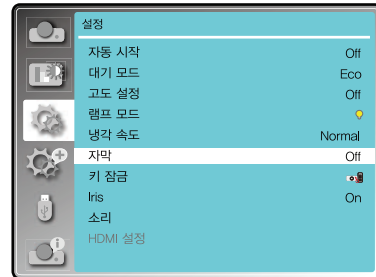 설정
자동 시작 Off
대기 모드 Eco
고도 설정 Off
램프 모드
냉각 속도 Normal
자막 Off
키 잠금
Iris On
소리
HDMI 설정